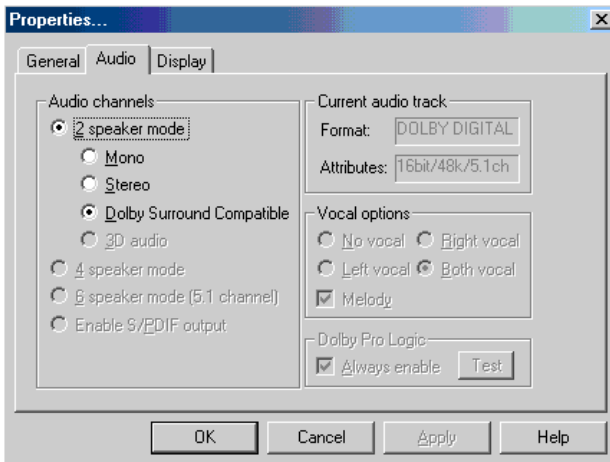 Properties...
General Audio Display
Audio channels
2 speaker mode
Mono
Stereo
Dolby Surround Compatible
3D audio
4 speaker mode
6 speaker mode (5.1 channel)
Enable S/PDIF output
Current audio track
Format: DOLBY DIGITAL
Attributes: 16bit/48k/5.1ch
Vocal options
No vocal Right vocal
Left vocal Both vocal
Melody
Dolby Pro Logic
Always enable Test
OK Cancel Apply Help